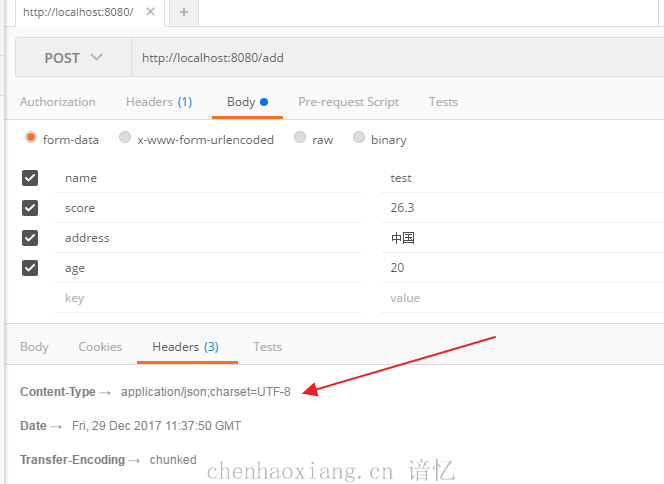 http://localhost:8080/ × +
POST http://localhost:8080/add
Authorization Headers (1) Body Pre-request Script Tests
form-data x-www-form-urlencoded raw binary
name test
score 26.3
address 中国
age 20
key value
Body Cookies Headers (3) Tests
Content-Type → application/json;charset=UTF-8
Date → Fri, 29 Dec 2017 11:37:50 GMT
Transfer-Encoding → chunked
chenhaoxiang.cn 谙忆